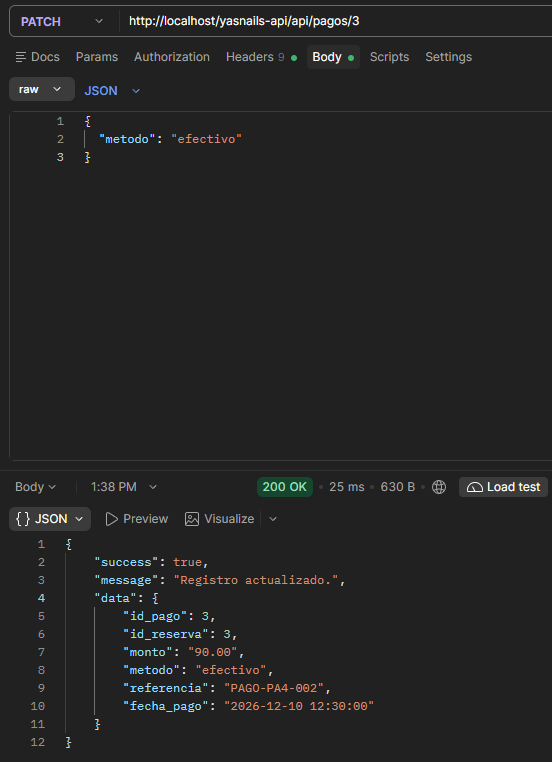 PATCH http://localhost/yasnails-api/api/pagos/3
Docs Params Authorization Headers 9 Body Scripts Settings
raw JSON
1 {
2 "metodo": "efectivo"
3 }
Body 1:38 PM 200 OK 25 ms 630 B Load test
{} JSON Preview Visualize
1 {
2 "success": true,
3 "message": "Registro actualizado.",
4 "data": {
5 "id_pago": 3,
6 "id_reserva": 3,
7 "monto": "90.00",
8 "metodo": "efectivo",
9 "referencia": "PAGO-PA4-002",
10 "fecha_pago": "2026-12-10 12:30:00"
11 }
12 }